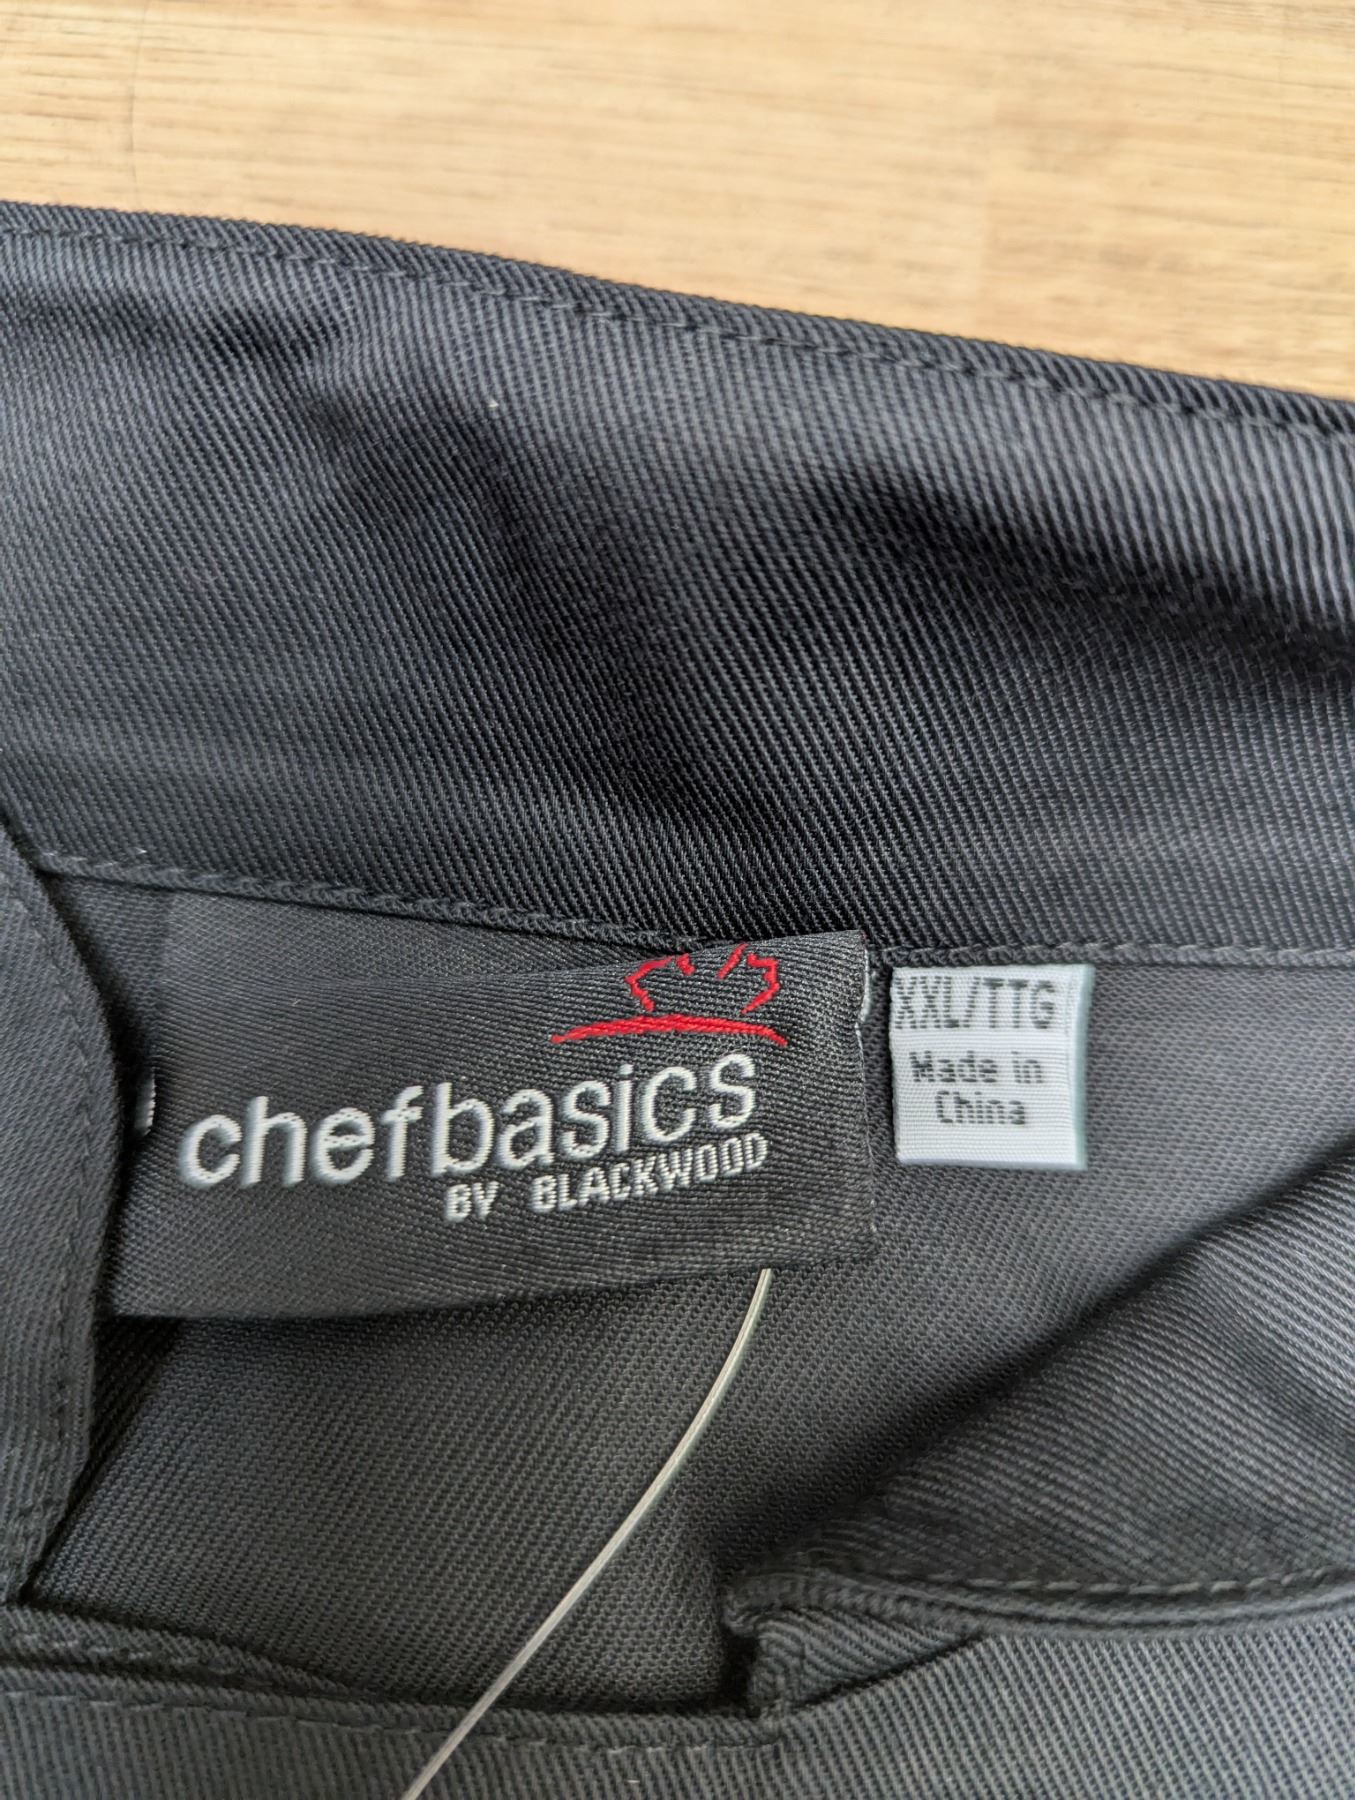 chefbasics
BY BLACKWOOD
XXL/TTG
Made in
China